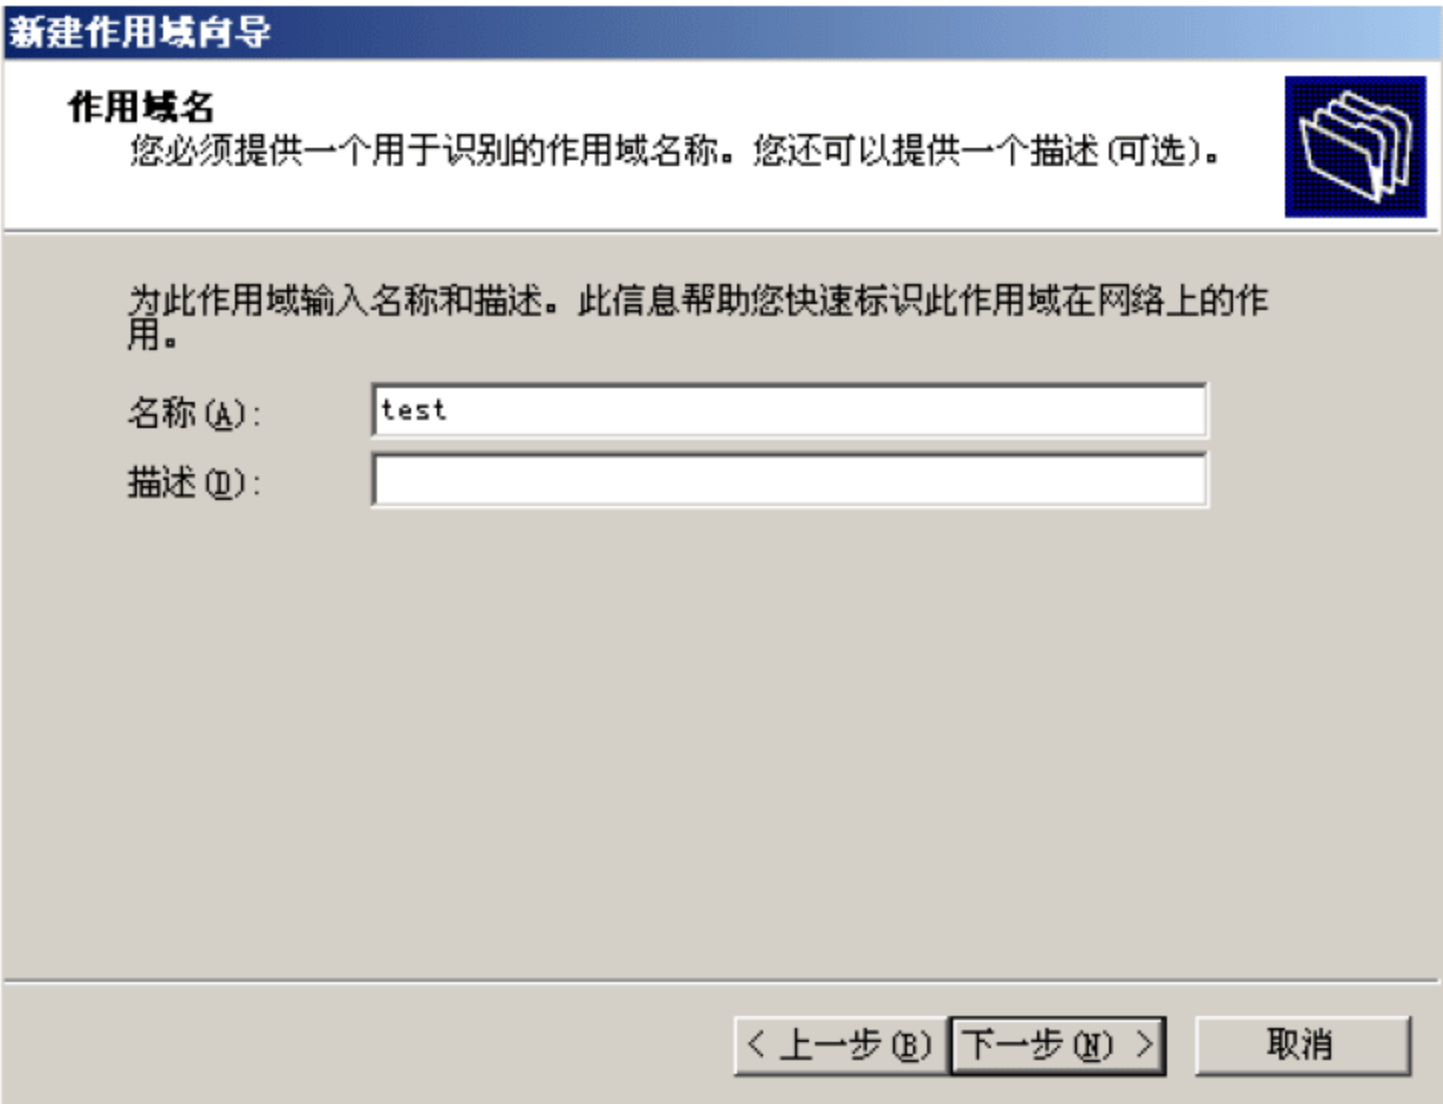 新建作用域向导
作用域名
您必须提供一个用于识别的作用域名称。您还可以提供一个描述(可选)。
为此作用域输入名称和描述。此信息帮助您快速标识此作用域在网络上的作
用。
名称(A): test
描述(D):
< 上一步(B) 下一步(N) > 取消